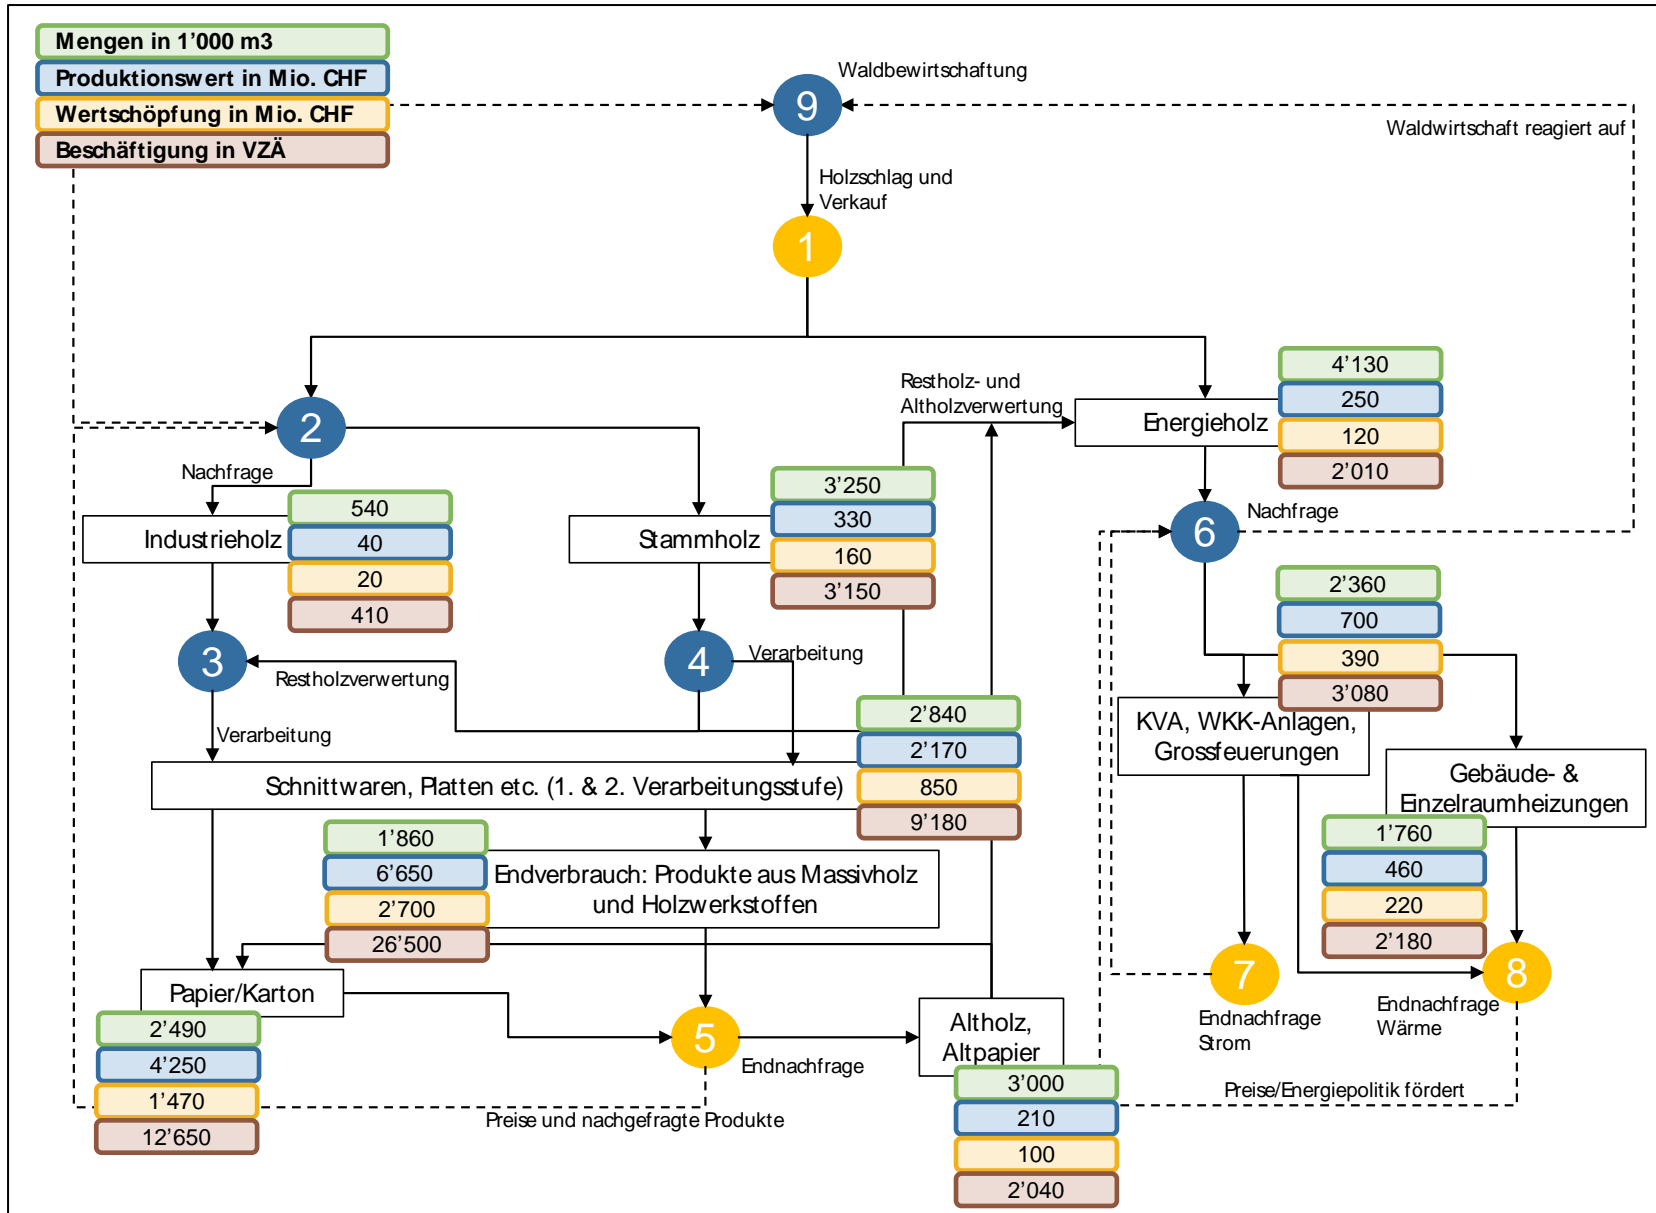 Mengen in 1’000 m3
Produktionswert in Mio. CHF
Wertschöpfung in Mio. CHF
Beschäftigung in VZÄ
Waldbewirtschaftung
9
Waldwirtschaft reagiert auf
Holzschlag und
Verkauf
1
Restholz- und
Altholzverwertung
4’130
250
120
2’010
Energieholz
2
Nachfrage
540
40
20
410
Industrieholz
3’250
330
160
3’150
Stammholz
6
Nachfrage
3
Restholzverwertung
4
Verarbeitung
2’360
700
390
3’080
Verarbeitung
2’840
2’170
850
9’180
KVA, WKK-Anlagen,
Grossfeuerungen
Schnittwaren, Platten etc. (1. & 2. Verarbeitungsstufe)
Gebäude- &
Einzelraumheizungen
1’760
460
220
2’180
1’860
6’650
2’700
26’500
Endverbrauch: Produkte aus Massivholz
und Holzwerkstoffen
Papier/Karton
2’490
4’250
1’470
12’650
5
Endnachfrage
Altholz,
Altpapier
3’000
210
100
2’040
7
Endnachfrage
Strom
8
Endnachfrage
Wärme
Preise/Energiepolitik fördert
Preise und nachgefragte Produkte